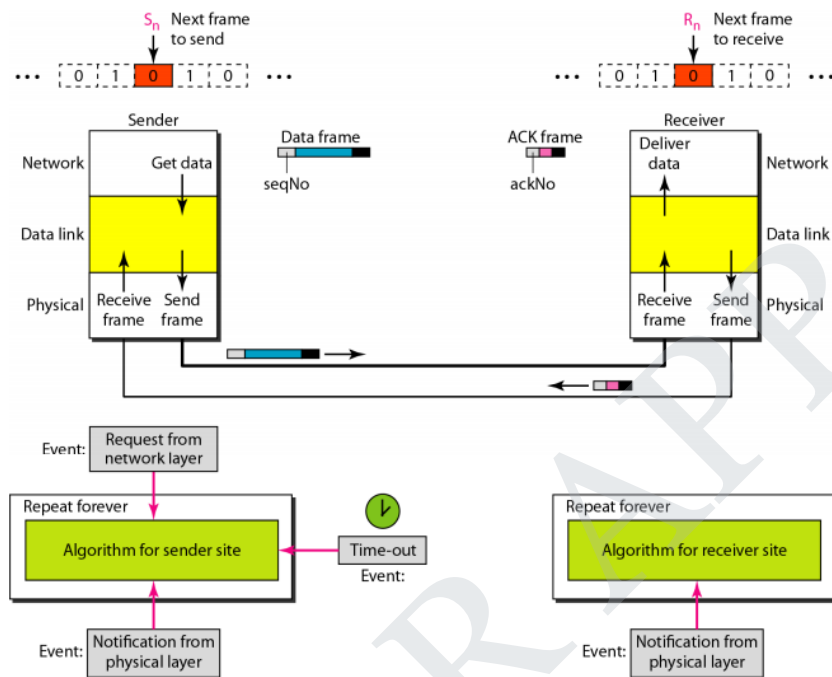 Sn Next frame to send
Rn Next frame to receive
... 0 1 0 1 0 ...
... 0 1 0 1 0 ...
Sender
Data frame
ACK frame
Receiver
Network
Get data
seqNo
ackNo
Deliver data
Network
Data link
Data link
Physical
Receive frame
Send frame
Receive frame
Send frame
Physical
Event:
Request from network layer
Repeat forever
Algorithm for sender site
Time-out
Event:
Event:
Notification from physical layer
Repeat forever
Algorithm for receiver site
Event:
Notification from physical layer
R APP